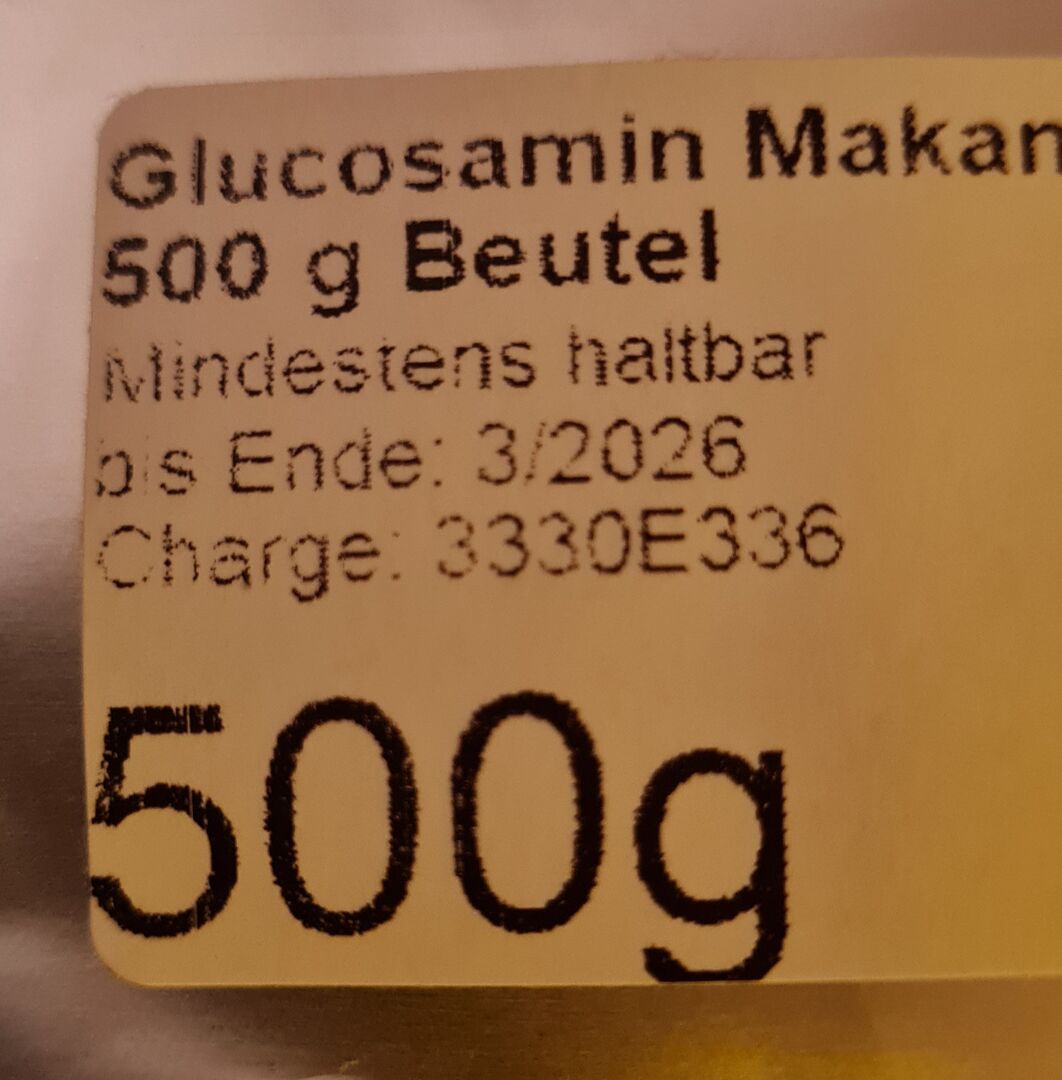 Glucosamin Makan
500 g Beutel
Mindestens haltbar
bis Ende: 3/2026
Charge: 3330E336
500g